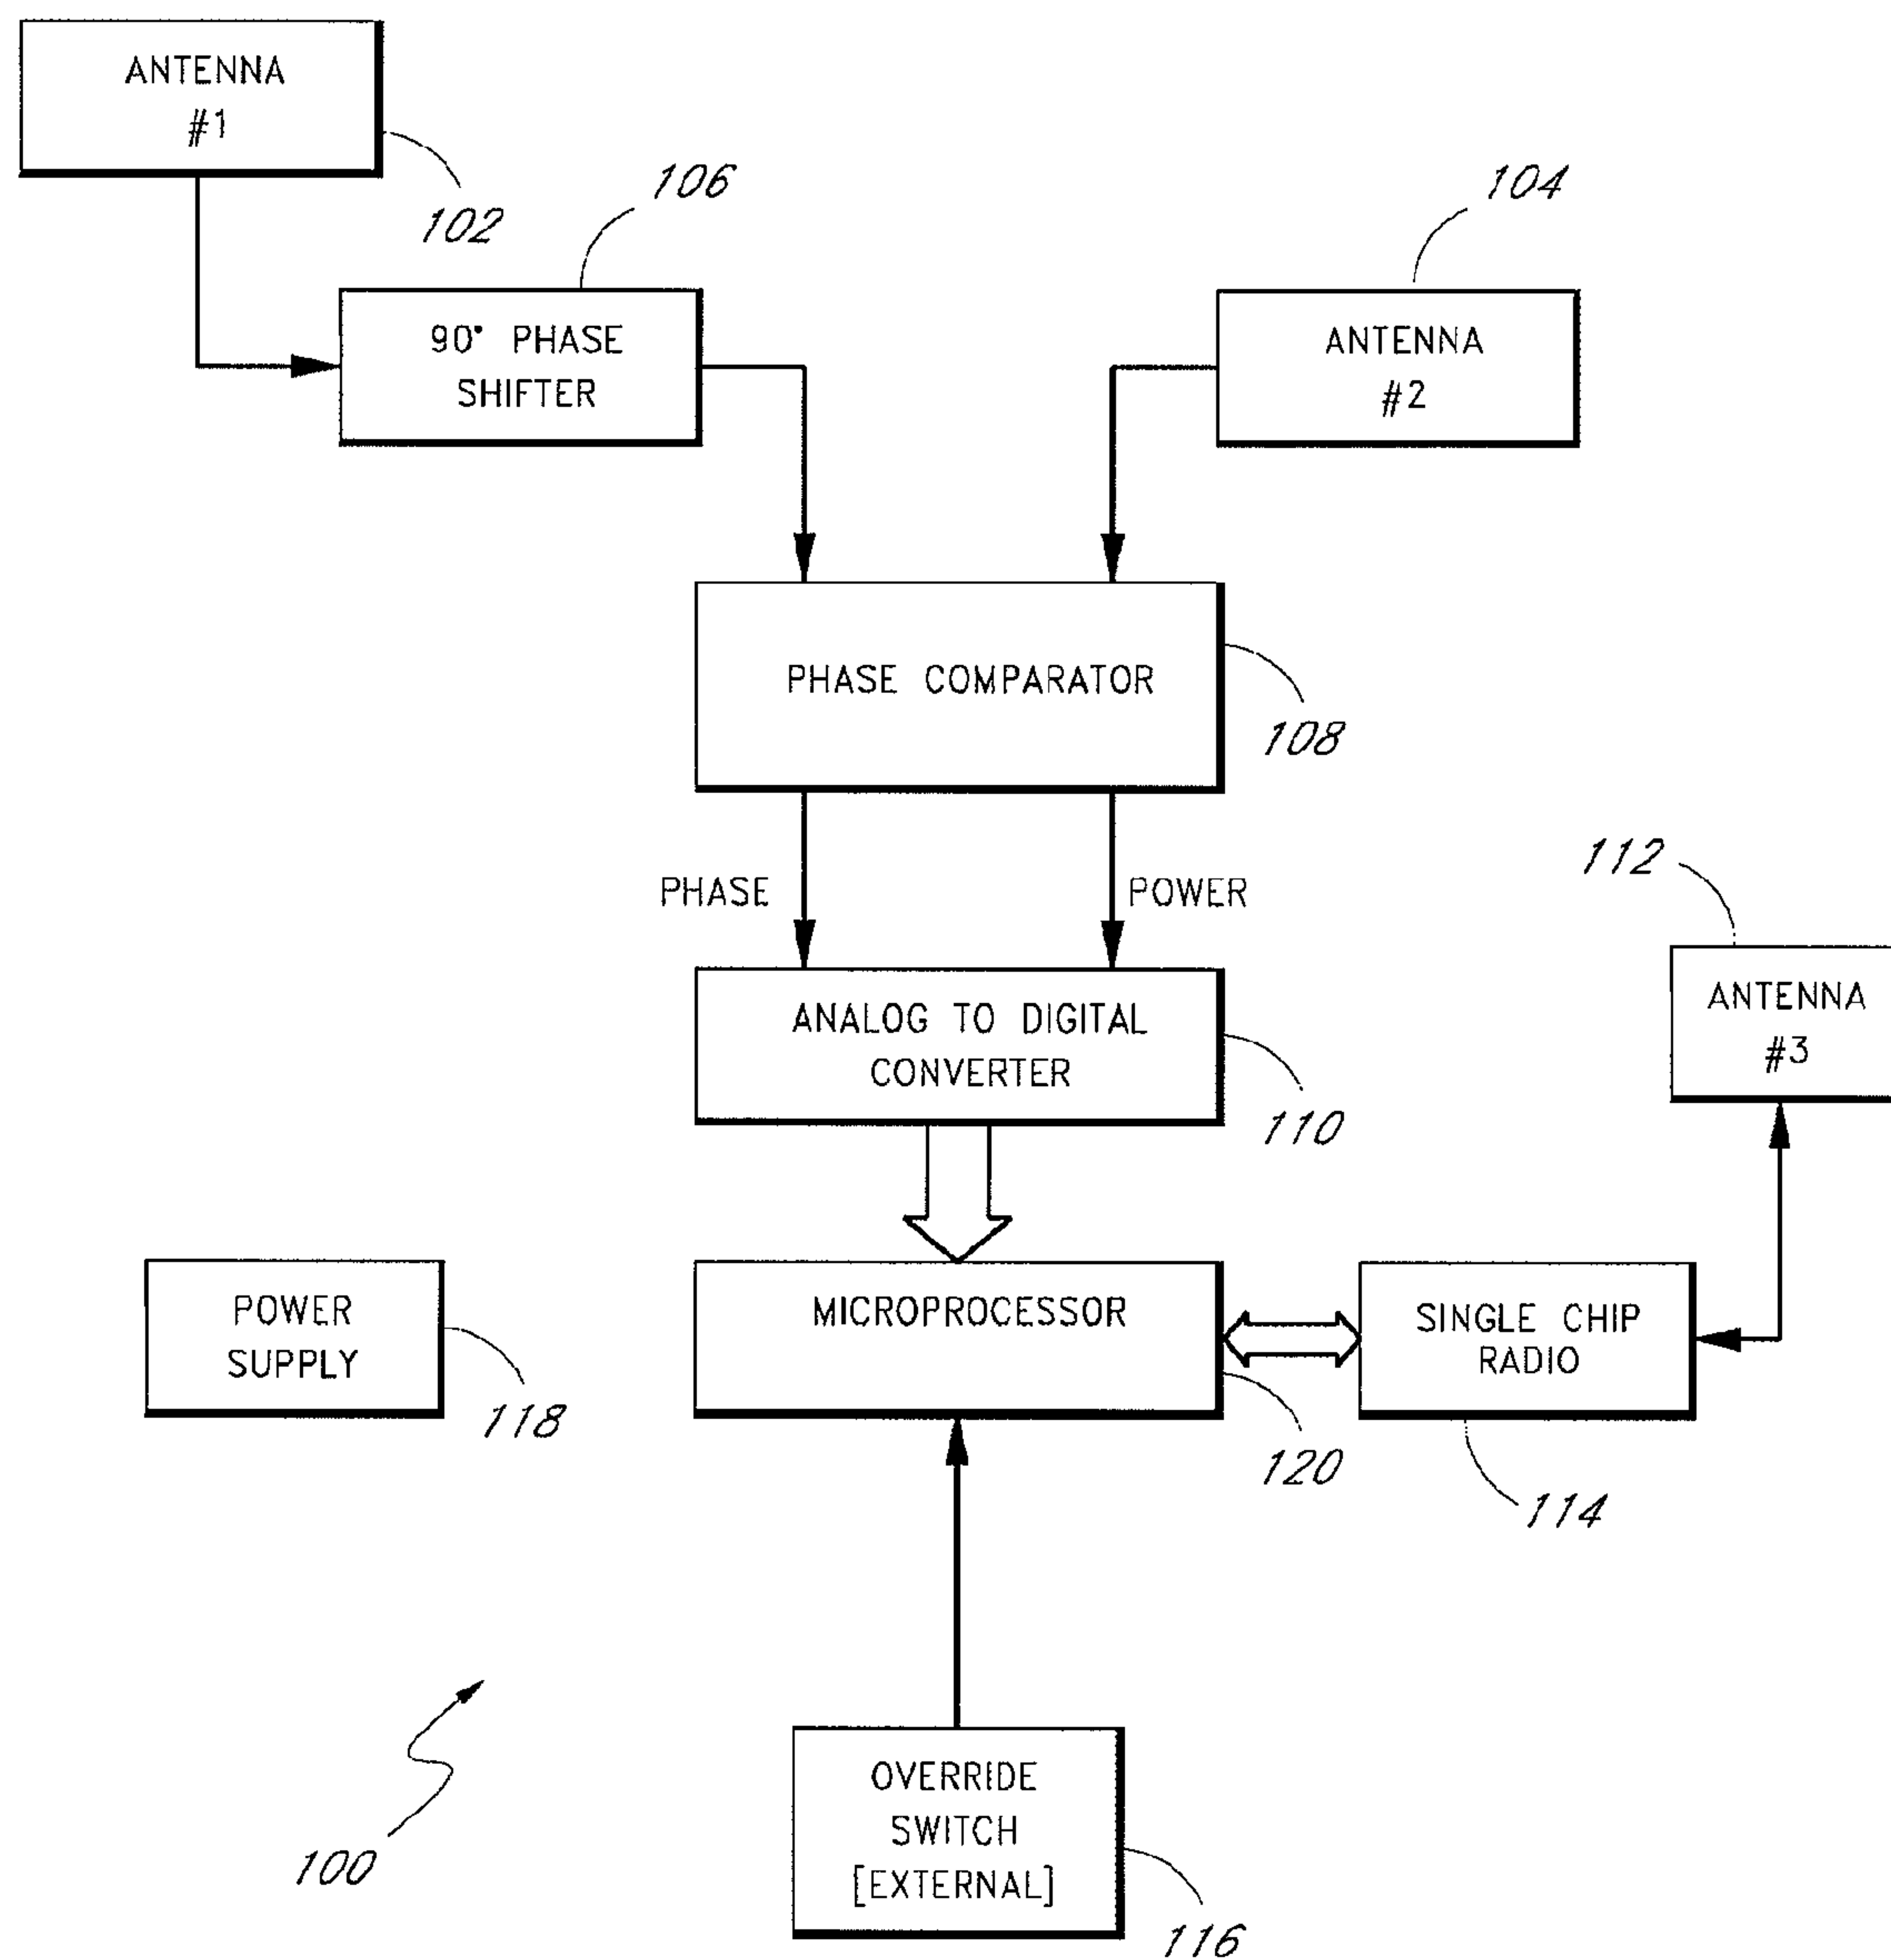 ANTENNA
#1
102
106
104
90° PHASE
SHIFTER
ANTENNA
#2
PHASE COMPARATOR
108
PHASE
POWER
112
ANTENNA
#3
ANALOG TO DIGITAL
CONVERTER
110
POWER
SUPPLY
118
MICROPROCESSOR
120
SINGLE CHIP
RADIO
114
100
OVERRIDE
SWITCH
[EXTERNAL]
116